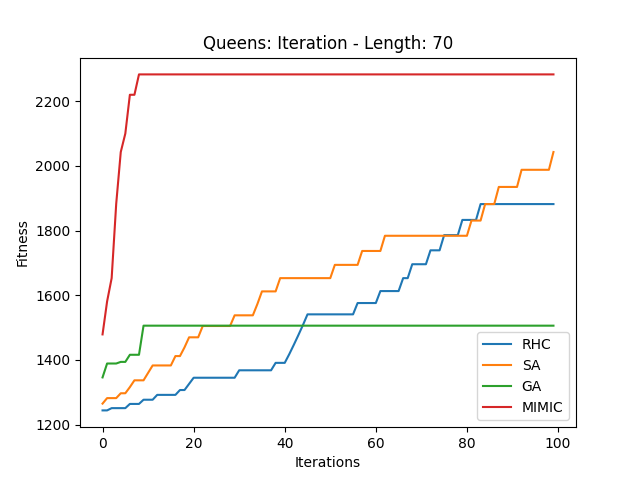 Queens: Iteration - Length: 70
Fitness
2200
2000
1800
1600
1400
1200
0 20 40 60 80 100
Iterations
RHC
SA
GA
MIMIC